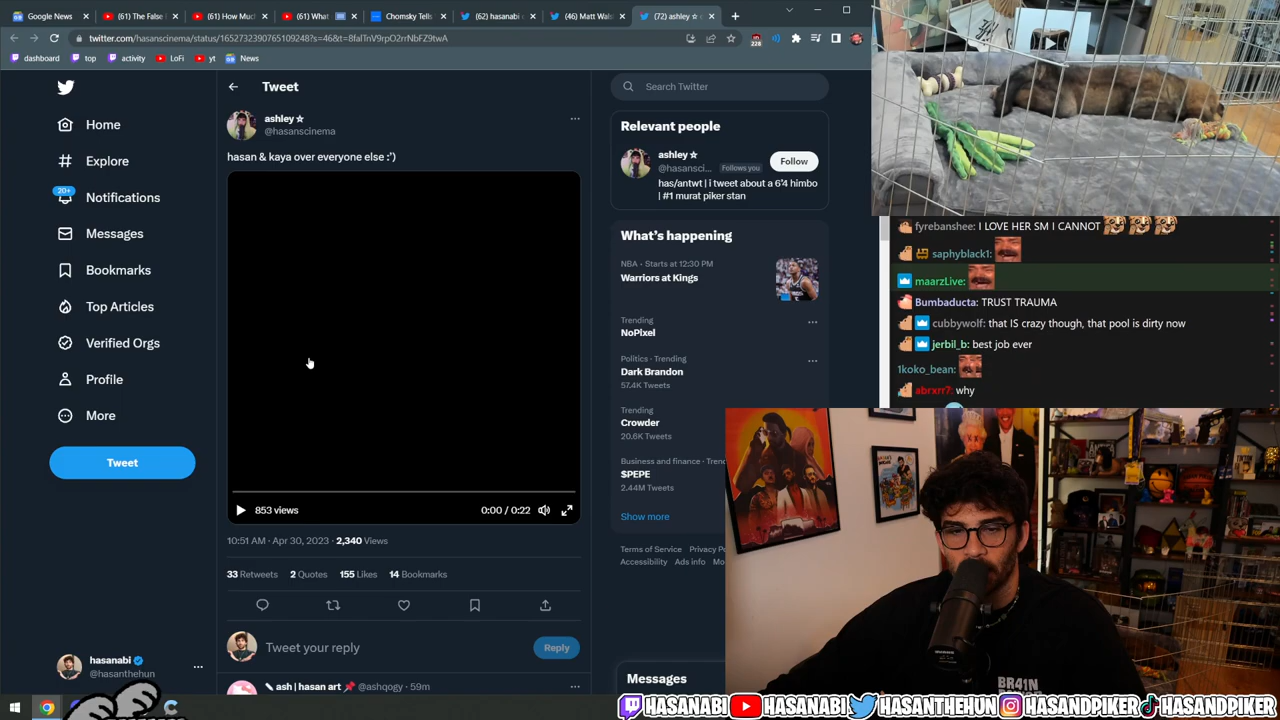 Google News
(61) The False
(61) How Muc
(61) What
Chomsky Tells
(62) hasanabi
(46) Matt Wals
(72) ashley ☆
twitter.com/hasanscinema/status/1652732390765109248?s=46&t=8faITnV9rpO2rrNbFZ9twA
228
dashboard
top
activity
LoFi
yt
News
Home
Explore
20+
Notifications
Messages
Bookmarks
Top Articles
Verified Orgs
Profile
More
Tweet
hasanabi
@hasanthehun
Tweet
ashley ☆
@hasanscinema
hasan & kaya over everyone else :')
853 views
0:00 / 0:22
10:51 AM · Apr 30, 2023 · 2,340 Views
33 Retweets 2 Quotes 155 Likes 14 Bookmarks
Tweet your reply
Reply
ash | hasan art @ashqogy · 59m
Search Twitter
Relevant people
ashley ☆
@hasansci... Follows you
Follow
has/antwt | i tweet about a 6'4 himbo
| #1 murat piker stan
What's happening
NBA · Starts at 12:30 PM
Warriors at Kings
Trending
NoPixel
Politics · Trending
Dark Brandon
57.4K Tweets
Trending
Crowder
20.6K Tweets
Business and finance · Trend
$PEPE
2.44M Tweets
Show more
Terms of Service Privacy Po
Accessibility Ads info Mo
Messages
fyrebanshee: I LOVE HER SM I CANNOT
saphyblack1:
maarzLive:
Bumbaducta: TRUST TRAUMA
cubbywolf: that IS crazy though, that pool is dirty now
jerbil_b: best job ever
1koko_bean:
abrxrr7: why
BR41N
HASANABI
HASANABI
HASANTHEHUN
HASANDPIKER
HASANDPIKER